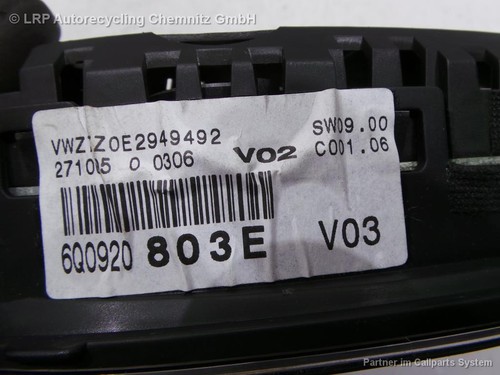 © LRP Autorecycling Chemnitz GmbH
VWZ1Z0E2949492 V02 SW09.00
271015 0 0306 C001.06
6Q0920 803E V03
Partner im Callparts System